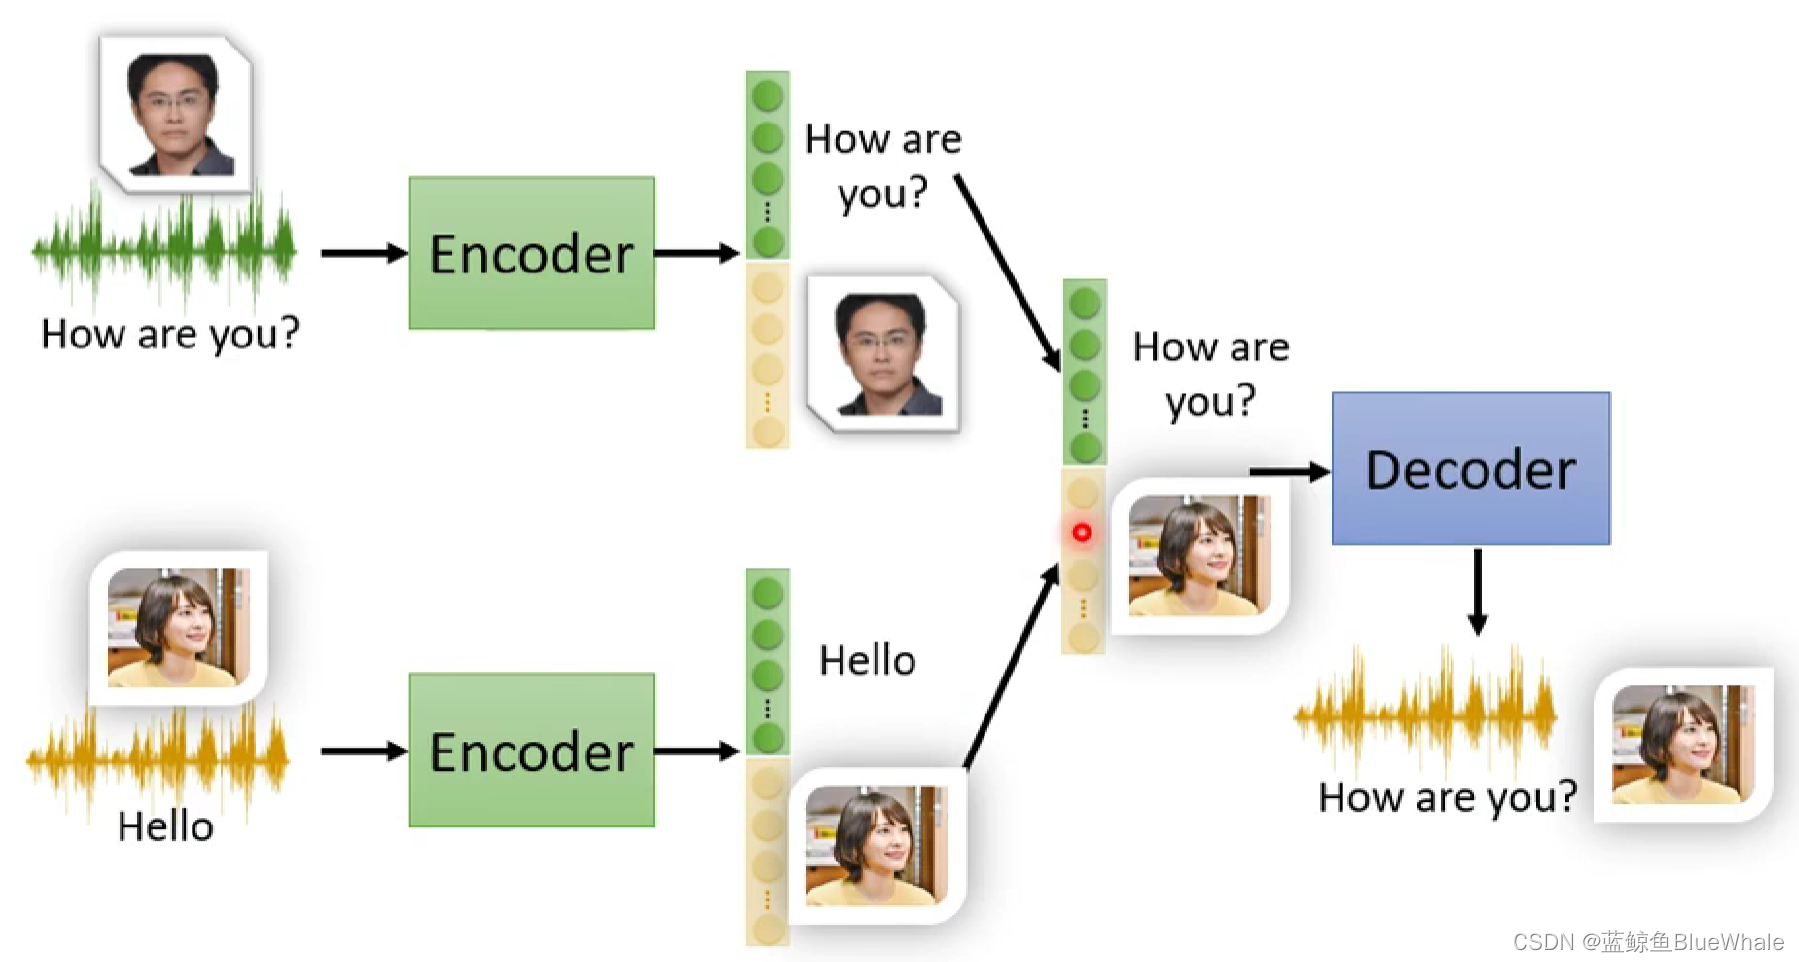 How are you?
Encoder
How are
you?
How are
you?
Decoder
Hello
Encoder
Hello
How are you?
CSDN @蓝鲸鱼BlueWhale